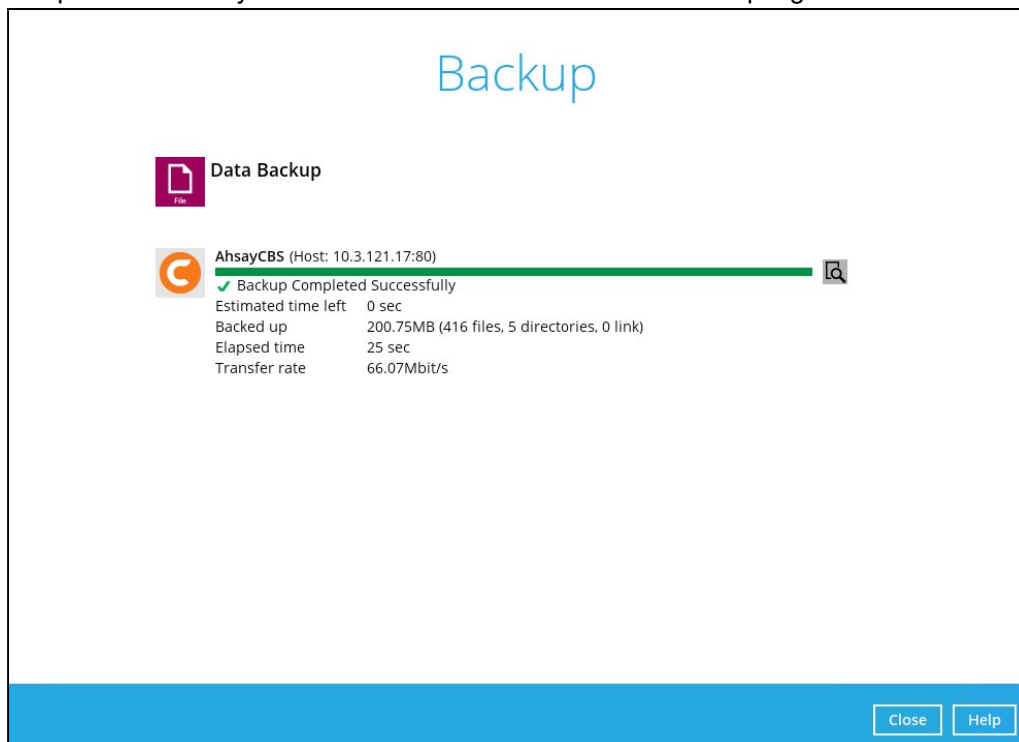 Backup
Data Backup
File
AhsayCBS (Host: 10.3.121.17:80)
Backup Completed Successfully
Estimated time left 0 sec
Backed up 200.75MB (416 files, 5 directories, 0 link)
Elapsed time 25 sec
Transfer rate 66.07Mbit/s
Close Help